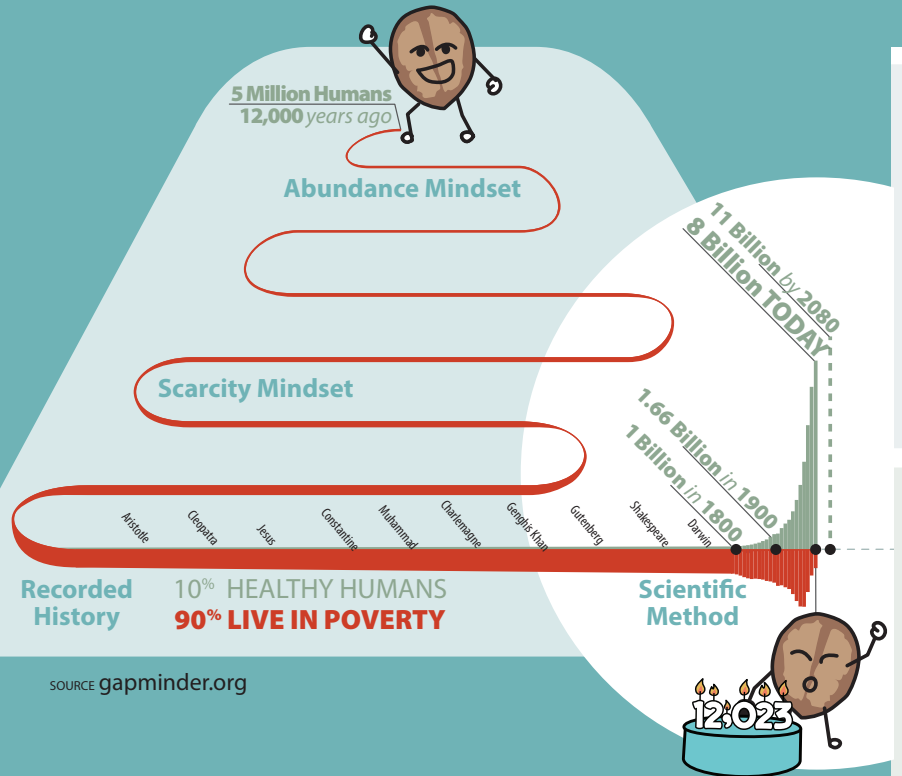 5 Million Humans
12,000 years ago
Abundance Mindset
11 Billion by 2080
8 Billion TODAY
Scarcity Mindset
1.66 Billion in 1900
1 Billion in 1800
Aristotle
Cleopatra
Jesus
Constantine
Muhammad
Charlemagne
Genghis Khan
Gutenberg
Shakespeare
Darwin
Recorded
History
10% HEALTHY HUMANS
90% LIVE IN POVERTY
Scientific
Method
SOURCE gapminder.org
12,023